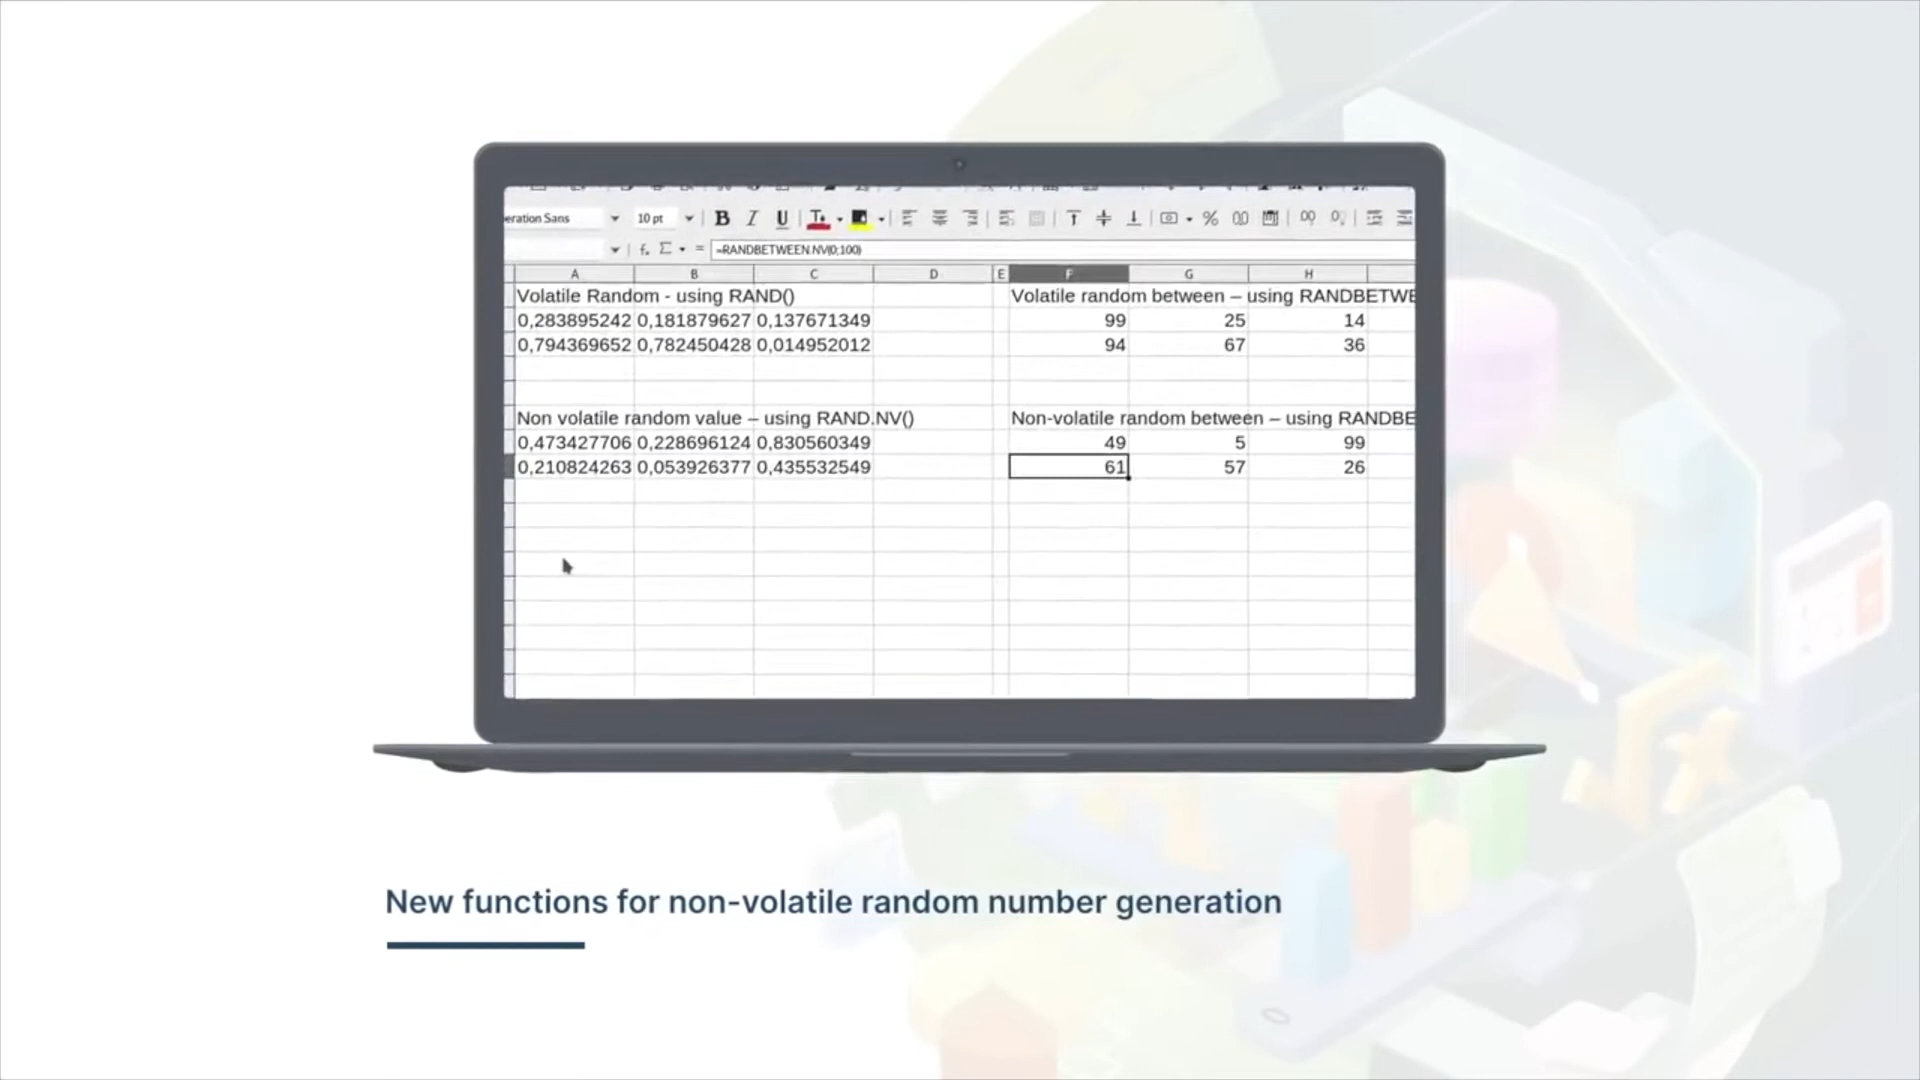 eration Sans 10 pt B I U %
=RANDBETWEEN.NV(0;100)
A B C D E F G H
Volatile Random - using RAND() Volatile random between – using RANDBETWE
0,283895242 0,181879627 0,137671349 99 25 14
0,794369652 0,782450428 0,014952012 94 67 36
Non volatile random value – using RAND.NV() Non-volatile random between – using RANDBE
0,473427706 0,228696124 0,830560349 49 5 99
0,210824263 0,053926377 0,435532549 61 57 26
New functions for non-volatile random number generation